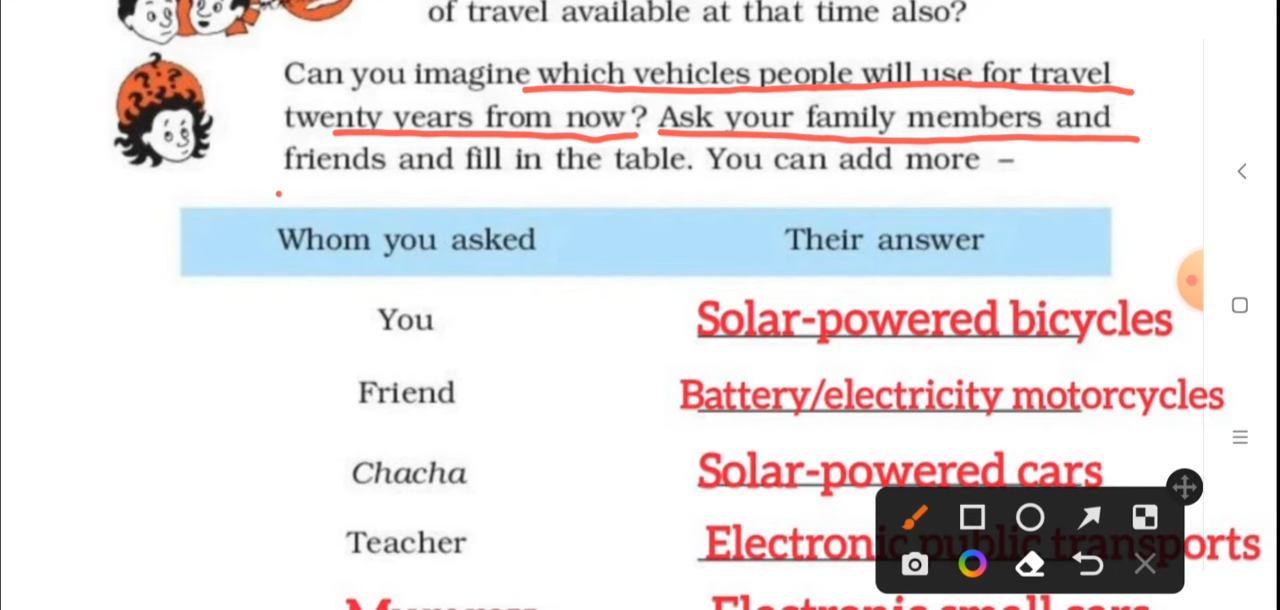 of travel available at that time also?
Can you imagine which vehicles people will use for travel
twenty years from now? Ask your family members and
friends and fill in the table. You can add more –
Whom you asked Their answer
You Solar-powered bicycles
Friend Battery/electricity motorcycles
Chacha Solar-powered cars
Teacher Electronic public transports
Electronic small cars